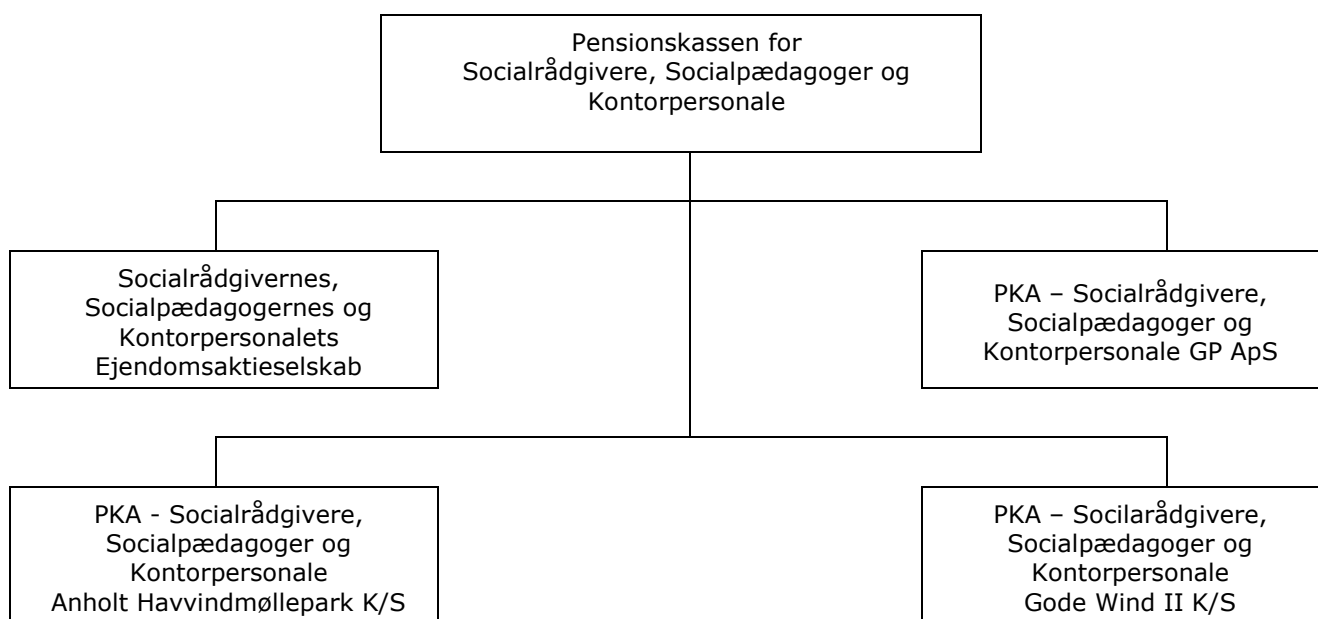 Pensionskassen for
Socialrådgivere, Socialpædagoger og
Kontorpersonale
Socialrådgivernes,
Socialpædagogernes og
Kontorpersonalets
Ejendomsaktieselskab
PKA – Socialrådgivere,
Socialpædagoger og
Kontorpersonale GP ApS
PKA - Socialrådgivere,
Socialpædagoger og
Kontorpersonale
Anholt Havvindmøllepark K/S
PKA – Socilarådgivere,
Socialpædagoger og
Kontorpersonale
Gode Wind II K/S